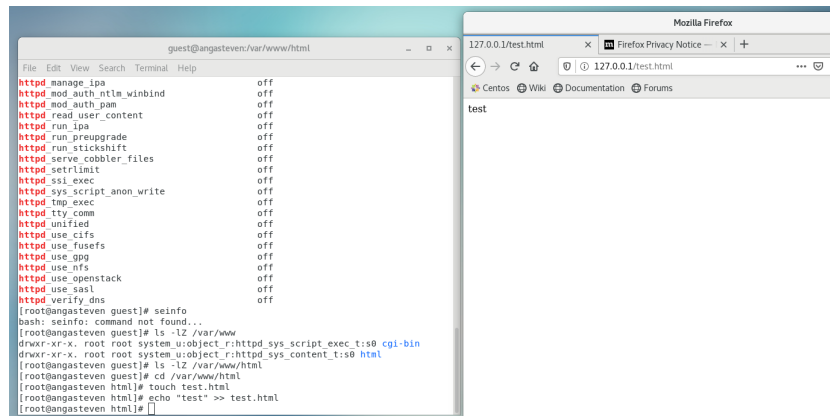 guest@angasteven:/var/www/html
File Edit View Search Terminal Help
httpd_manage_ipa off
httpd_mod_auth_ntlm_winbind off
httpd_mod_auth_pam off
httpd_read_user_content off
httpd_run_ipa off
httpd_run_preupgrade off
httpd_run_stickshift off
httpd_serve_cobbler_files off
httpd_setrlimit off
httpd_ssi_exec off
httpd_sys_script_anon_write off
httpd_tmp_exec off
httpd_tty_comm off
httpd_unified off
httpd_use_cifs off
httpd_use_fusefs off
httpd_use_gpg off
httpd_use_nfs off
httpd_use_openstack off
httpd_use_sasl off
httpd_verify_dns off
[root@angasteven guest]# seinfo
bash: seinfo: command not found...
[root@angasteven guest]# ls -lZ /var/www
drwxr-xr-x. root root system_u:object_r:httpd_sys_script_exec_t:s0 cgi-bin
drwxr-xr-x. root root system_u:object_r:httpd_sys_content_t:s0 html
[root@angasteven guest]# ls -lZ /var/www/html
[root@angasteven guest]# cd /var/www/html
[root@angasteven html]# touch test.html
[root@angasteven html]# echo "test" >> test.html
[root@angasteven html]#
Mozilla Firefox
127.0.0.1/test.html
Firefox Privacy Notice —
127.0.0.1/test.html
Centos Wiki Documentation Forums
test